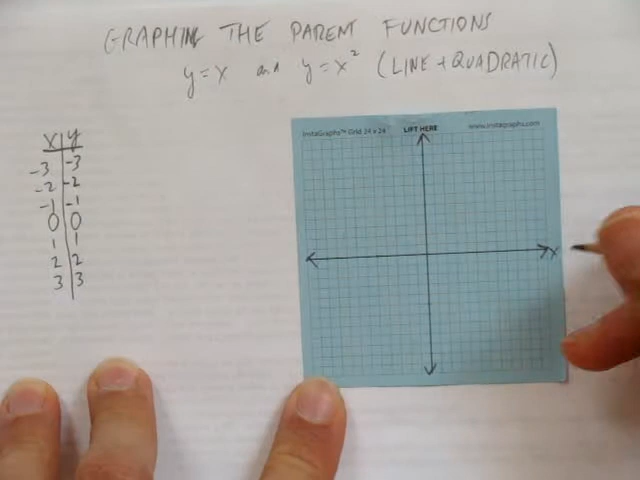 GRAPHING THE PARENT FUNCTIONS
y = x and y = x² (LINE + QUADRATIC)
x y
-3 -3
-2 -2
-1 -1
0 0
1 1
2 2
3 3
InstaGraphs™ Grid 24 x 24 LIFT HERE www.instagraphs.com
x